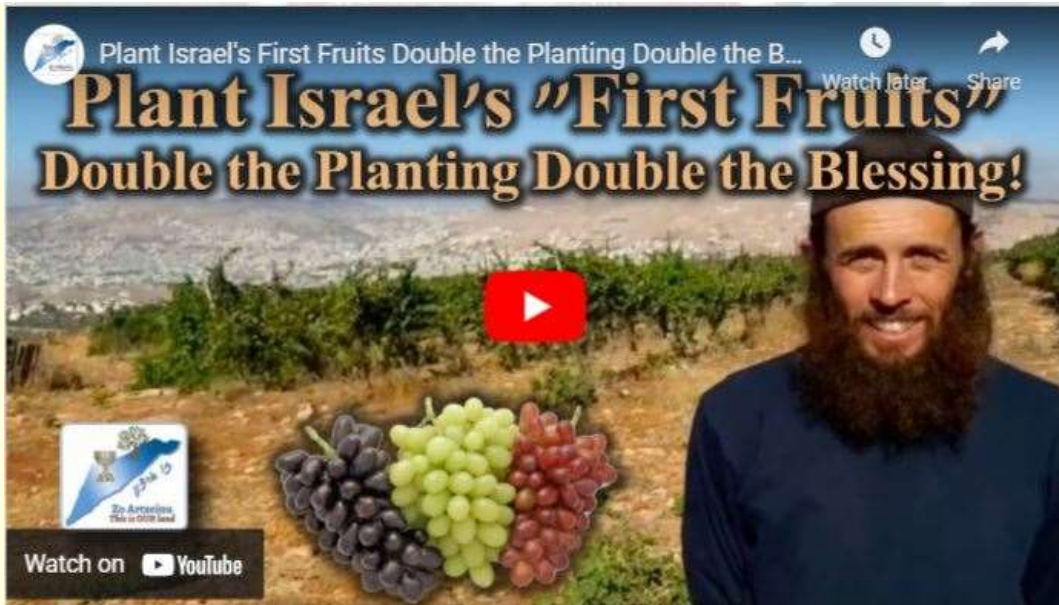 Plant Israel's First Fruits Double the Planting Double the B...
Watch later
Share
Plant Israel's "First Fruits"
Double the Planting Double the Blessing!
Zo Artzeinu
This is OUR land
Watch on YouTube